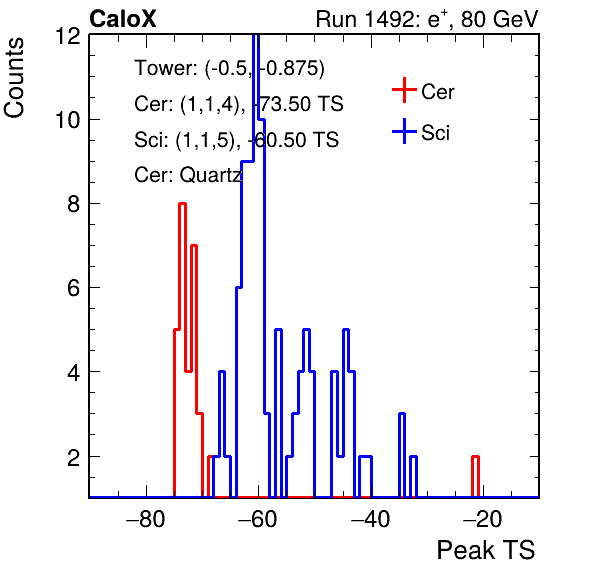 CaloX Run 1492: e⁺, 80 GeV
Counts
12
10
8
6
4
2
Tower: (-0.5, -0.875)
Cer: (1,1,4), -73.50 TS
Sci: (1,1,5), -60.50 TS
Cer: Quartz
Cer
Sci
−80 −60 −40 −20
Peak TS